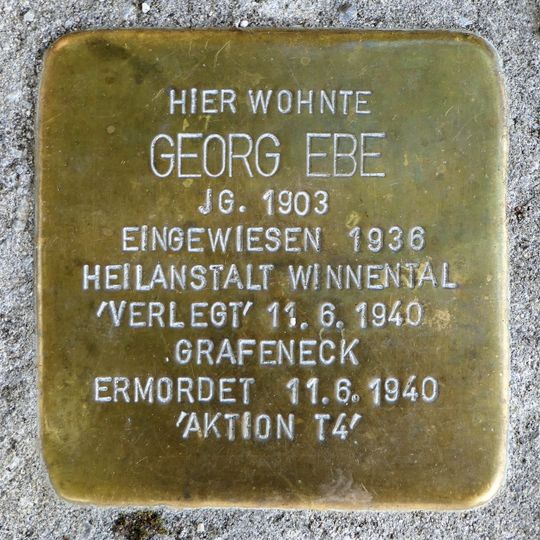 HIER WOHNTE
GEORG EBE
JG. 1903
EINGEWIESEN 1936
HEILANSTALT WINNENTAL
'VERLEGT' 11.6.1940
GRAFENECK
ERMORDET 11.6.1940
'AKTION T4'